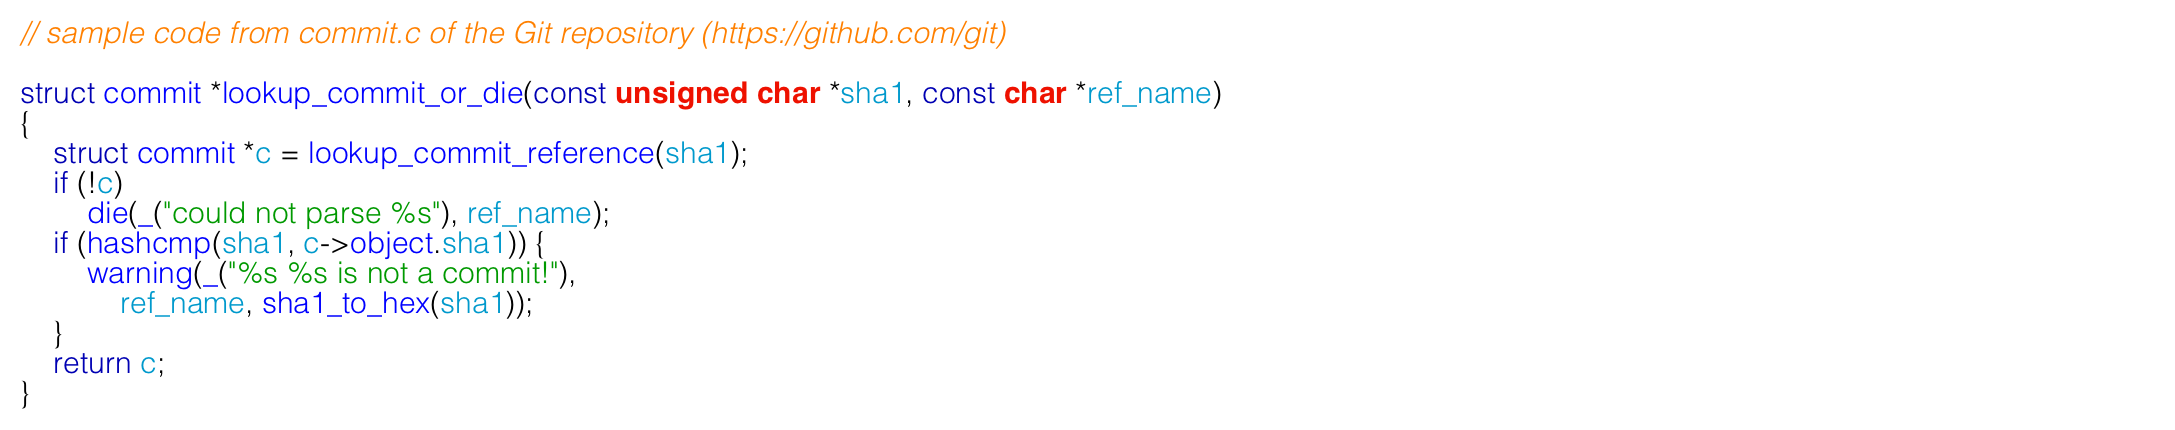 // sample code from commit.c of the Git repository (https://github.com/git)
struct commit *lookup_commit_or_die(const unsigned char *sha1, const char *ref_name)
{
    struct commit *c = lookup_commit_reference(sha1);
    if (!c)
        die(_("could not parse %s"), ref_name);
    if (hashcmp(sha1, c->object.sha1)) {
        warning(_("%s %s is not a commit!"),
            ref_name, sha1_to_hex(sha1));
    }
    return c;
}